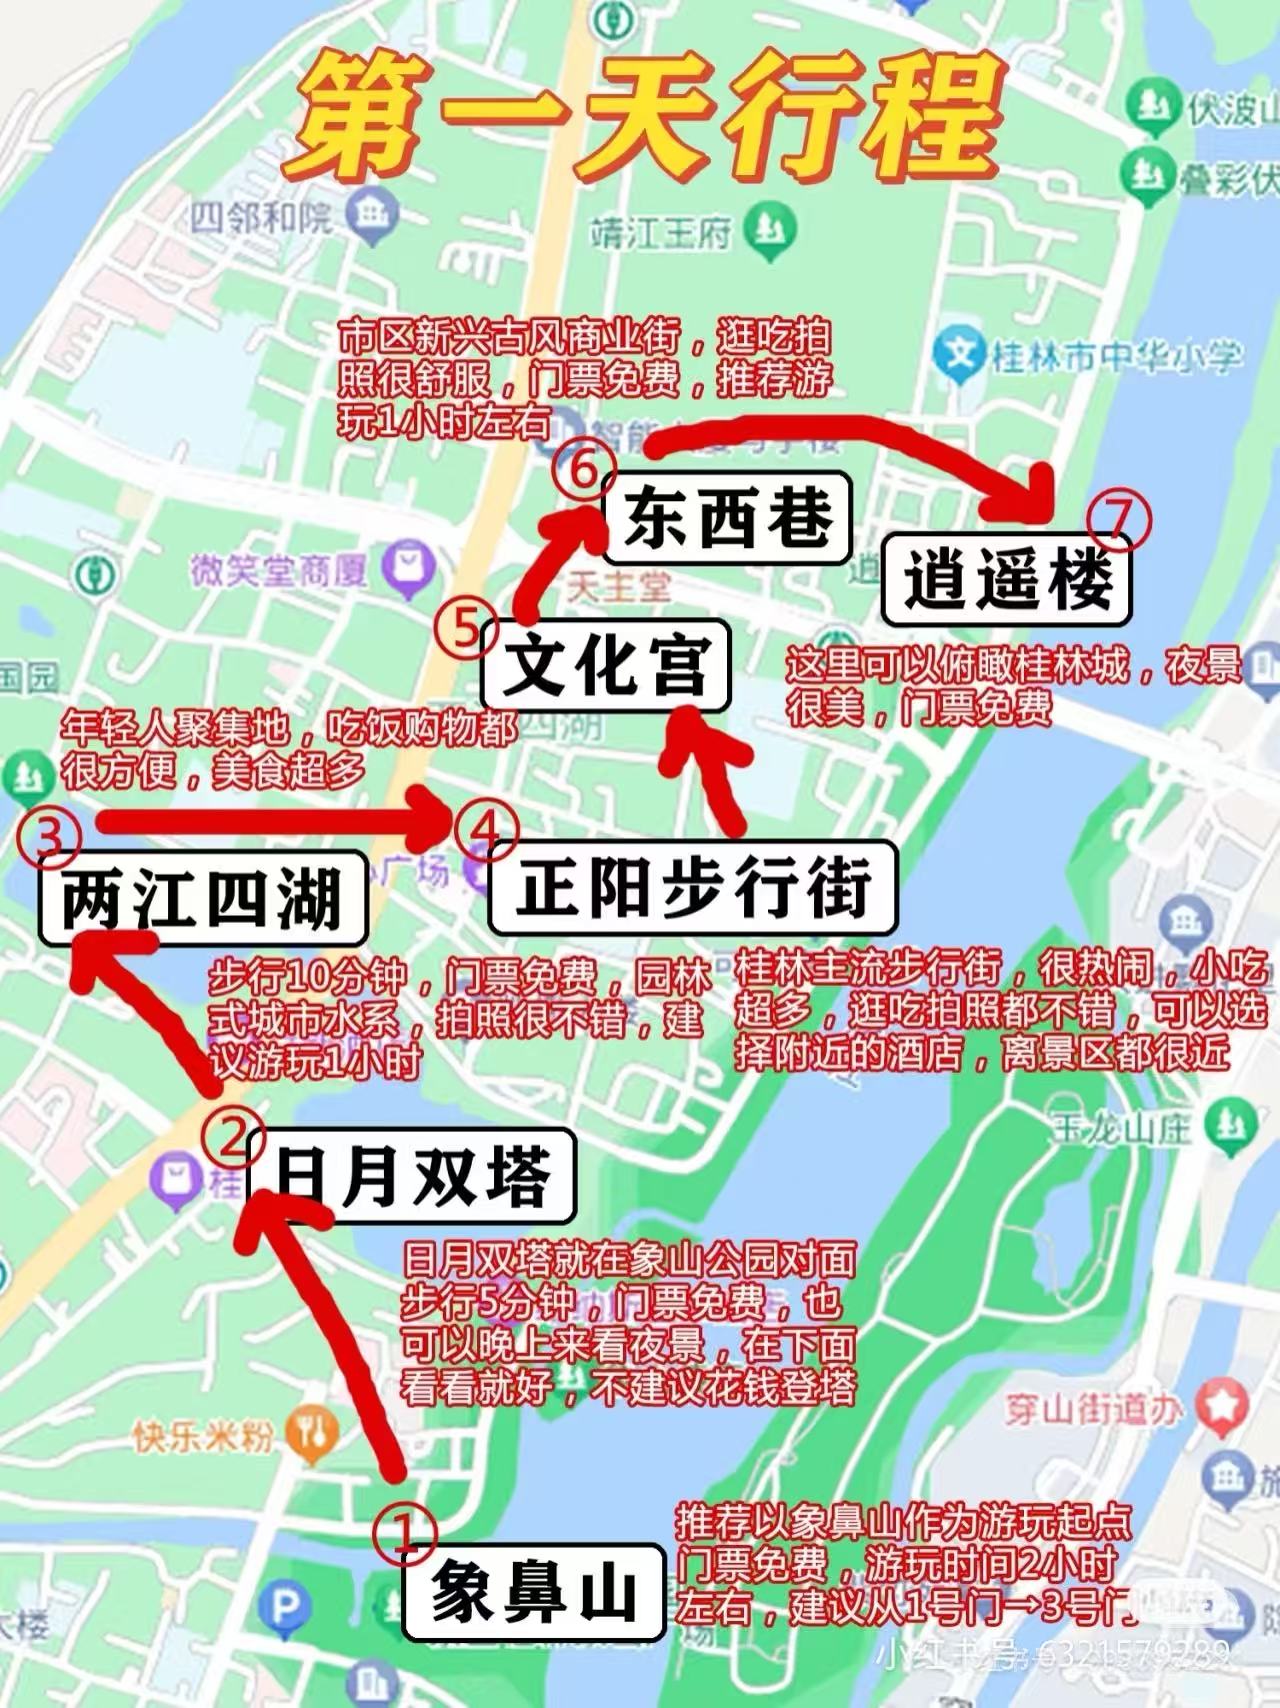 第一天行程
伏波山
叠彩伏
四邻和院
靖江王府
市区新兴古风商业街，逛吃拍
照很舒服，门票免费，推荐游
玩1小时左右
桂林市中华小学
⑥
东西巷
⑦
逍遥楼
微笑堂商厦
天主堂
⑤
文化宫
这里可以俯瞰桂林城，夜景
很美，门票免费
国园
四湖
年轻人聚集地，吃饭购物都
很方便，美食超多
③
两江四湖
④
正阳步行街
广场
步行10分钟，门票免费，园林
式城市水系，拍照很不错，建
议游玩1小时
桂林主流步行街，很热闹，小吃
超多，逛吃拍照都不错，可以选
择附近的酒店，离景区都很近
玉龙山庄
②
日月双塔
桂
日月双塔就在象山公园对面
步行5分钟，门票免费，也
可以晚上来看夜景，在下面
看看就好，不建议花钱登塔
穿山街道办
快乐米粉
①
象鼻山
推荐以象鼻山作为游玩起点
门票免费，游玩时间2小时
左右，建议从1号门→3号门
P
大楼
小红书号：6321579289